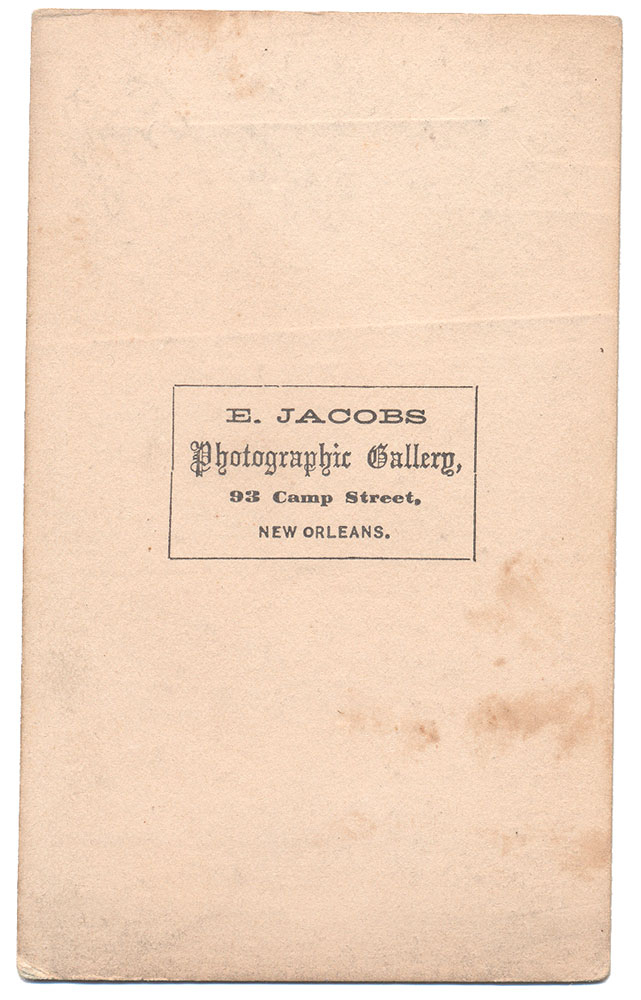 E. JACOBS
Photographic Gallery,
93 Camp Street,
NEW ORLEANS.